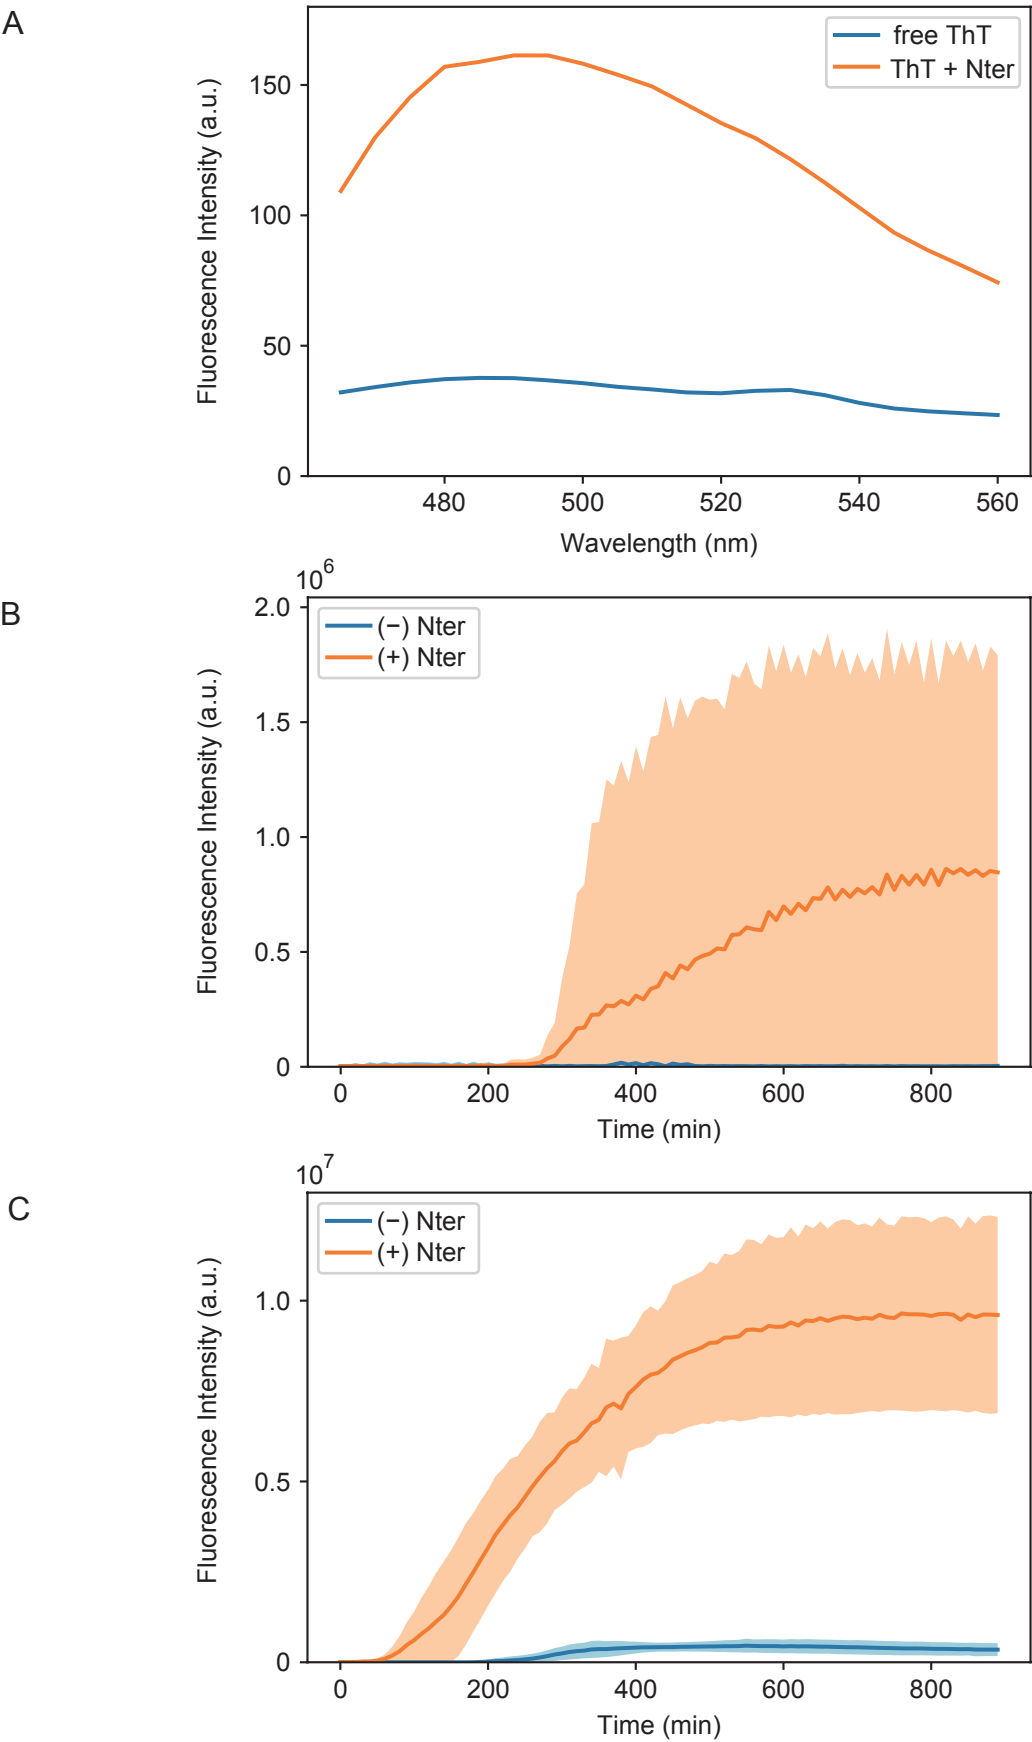 A
Fluorescence Intensity (a.u.)
150
100
50
0
free ThT
ThT + Nter
480
500
520
540
560
Wavelength (nm)
B
10^6
Fluorescence Intensity (a.u.)
2.0
1.5
1.0
0.5
0
(−) Nter
(+) Nter
0
200
400
600
800
Time (min)
C
10^7
Fluorescence Intensity (a.u.)
1.0
0.5
0
(−) Nter
(+) Nter
0
200
400
600
800
Time (min)